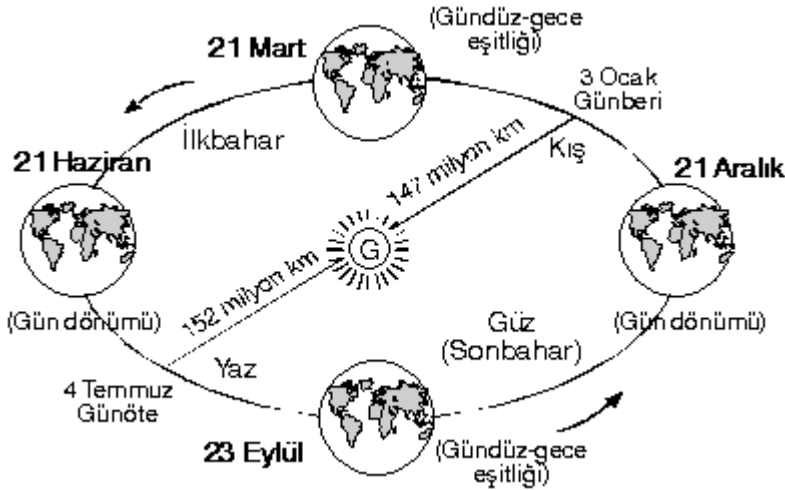 (Gündüz-gece
eşitliği)
21 Mart
3 Ocak
Günberi
İlkbahar
Kış
21 Haziran
147 milyon km
21 Aralık
G
152 milyon km
(Gün dönümü)
Güz
(Sonbahar)
(Gün dönümü)
Yaz
4 Temmuz
Günöte
23 Eylül
(Gündüz-gece
eşitliği)